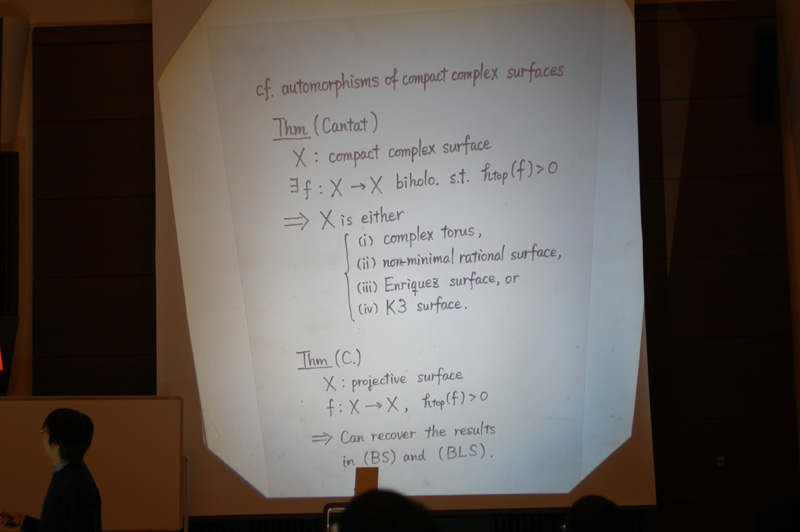 cf. automorphisms of compact complex surfaces
Thm (Cantat)
X : compact complex surface
∃ f : X → X biholo. s.t. htop(f) > 0
⟹ X is either
(i) complex torus,
(ii) non-minimal rational surface,
(iii) Enriquez surface, or
(iv) K3 surface.
Thm (C.)
X : projective surface
f : X → X, htop(f) > 0
⟹ Can recover the results
in (BS) and (BLS).